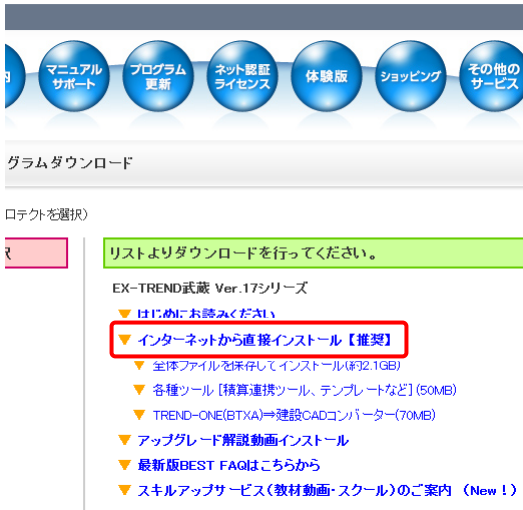 内
マニュアル
サポート
プログラム
更新
ネット認証
ライセンス
体験版
ショッピング
その他の
サービス
グラムダウンロード
ロテクトを選択)
択
リストよりダウンロードを行ってください。
EX-TREND武蔵 Ver.17シリーズ
▼ はじめにお読みください
▼ インターネットから直接インストール【推奨】
▼ 全体ファイルを保存してインストール(約2.1GB)
▼ 各種ツール [積算連携ツール、テンプレートなど] (50MB)
▼ TREND-ONE(BTXA)⇒建設CADコンバーター(70MB)
▼ アップグレード解説動画インストール
▼ 最新版BEST FAQはこちらから
▼ スキルアップサービス(教材動画・スクール)のご案内 (New！)